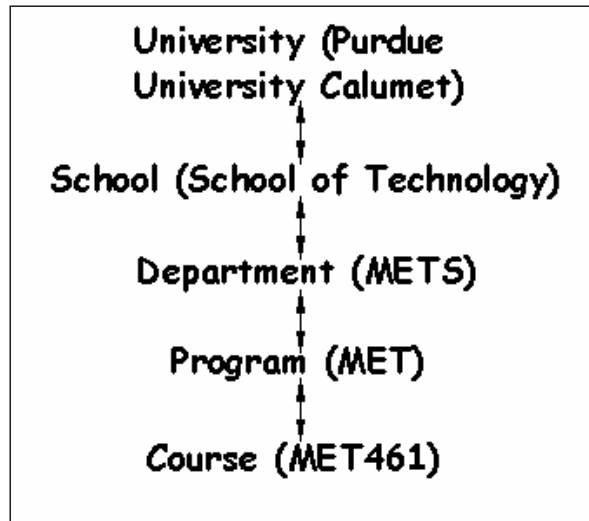 University (Purdue
University Calumet)
School (School of Technology)
Department (METS)
Program (MET)
Course (MET461)